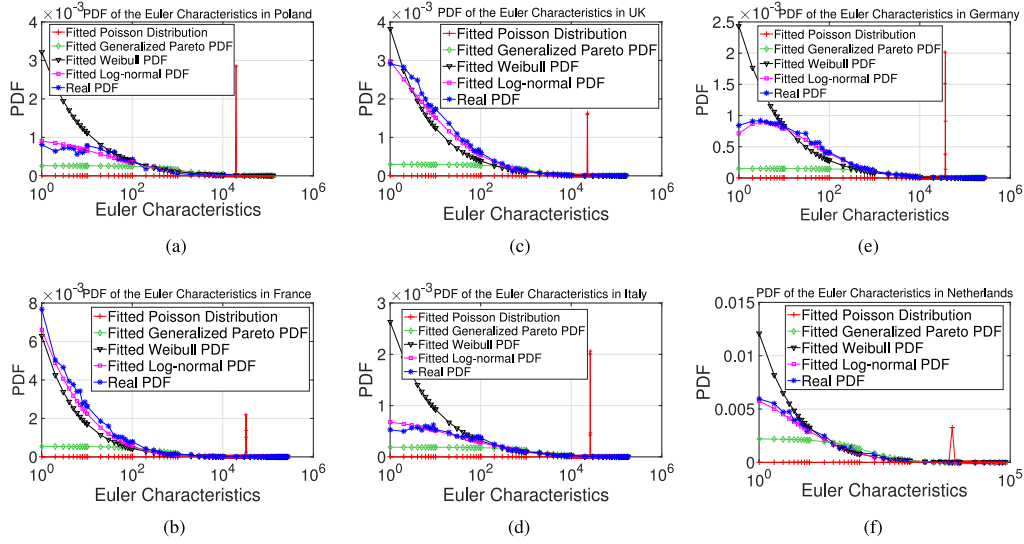 ×10⁻³ PDF of the Euler Characteristics in Poland
Fitted Poisson Distribution
Fitted Generalized Pareto PDF
Fitted Weibull PDF
Fitted Log-normal PDF
Real PDF
PDF
4
3
2
1
0
10⁰ 10² 10⁴ 10⁶
Euler Characteristics
(a)
×10⁻³ PDF of the Euler Characteristics in UK
Fitted Poisson Distribution
Fitted Generalized Pareto PDF
Fitted Weibull PDF
Fitted Log-normal PDF
Real PDF
PDF
4
3
2
1
0
10⁰ 10² 10⁴ 10⁶
Euler Characteristics
(c)
×10⁻³ PDF of the Euler Characteristics in Germany
Fitted Poisson Distribution
Fitted Generalized Pareto PDF
Fitted Weibull PDF
Fitted Log-normal PDF
Real PDF
PDF
2.5
2
1.5
1
0.5
0
10⁰ 10² 10⁴ 10⁶
Euler Characteristics
(e)
×10⁻³ PDF of the Euler Characteristics in France
Fitted Poisson Distribution
Fitted Generalized Pareto PDF
Fitted Weibull PDF
Fitted Log-normal PDF
Real PDF
PDF
8
6
4
2
0
10⁰ 10² 10⁴ 10⁶
Euler Characteristics
(b)
×10⁻³ PDF of the Euler Characteristics in Italy
Fitted Poisson Distribution
Fitted Generalized Pareto PDF
Fitted Weibull PDF
Fitted Log-normal PDF
Real PDF
PDF
3
2
1
0
10⁰ 10² 10⁴ 10⁶
Euler Characteristics
(d)
PDF of the Euler Characteristics in Netherlands
Fitted Poisson Distribution
Fitted Generalized Pareto PDF
Fitted Weibull PDF
Fitted Log-normal PDF
Real PDF
PDF
0.015
0.01
0.005
0
10⁰ 10⁵
Euler Characteristics
(f)